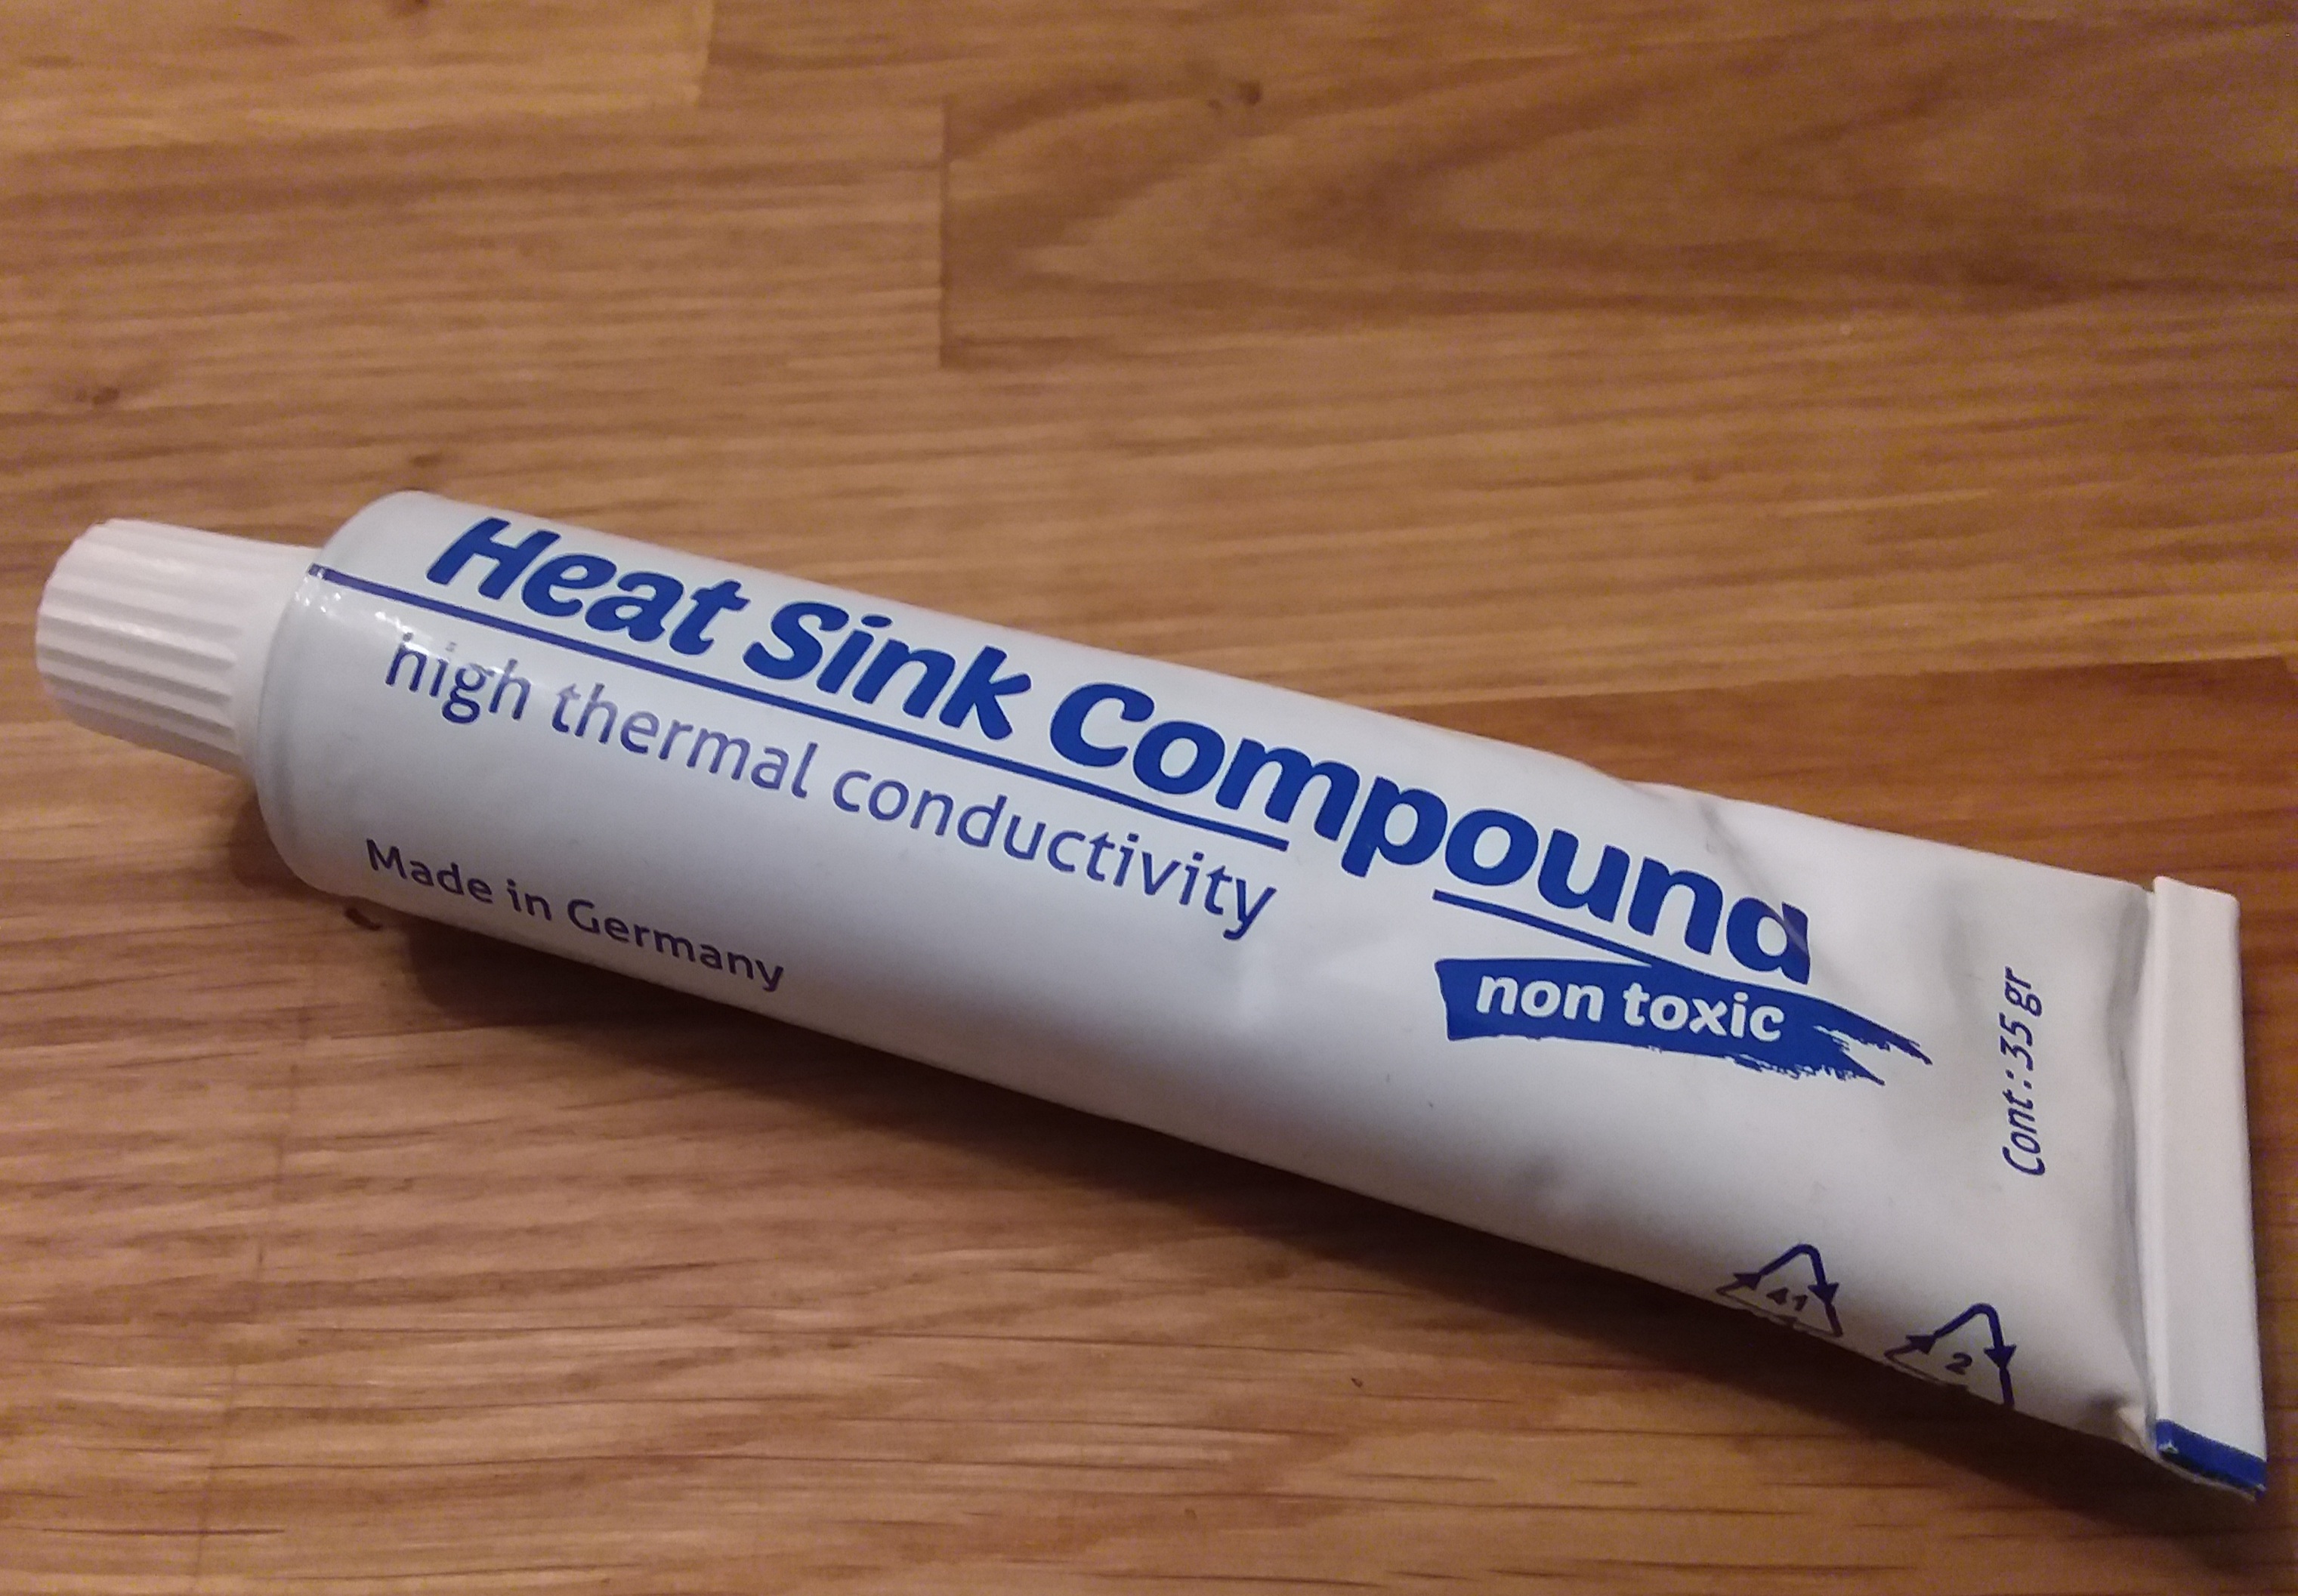 Heat Sink Compound
high thermal conductivity
Made in Germany
non toxic
Cont : 35 gr
41
2